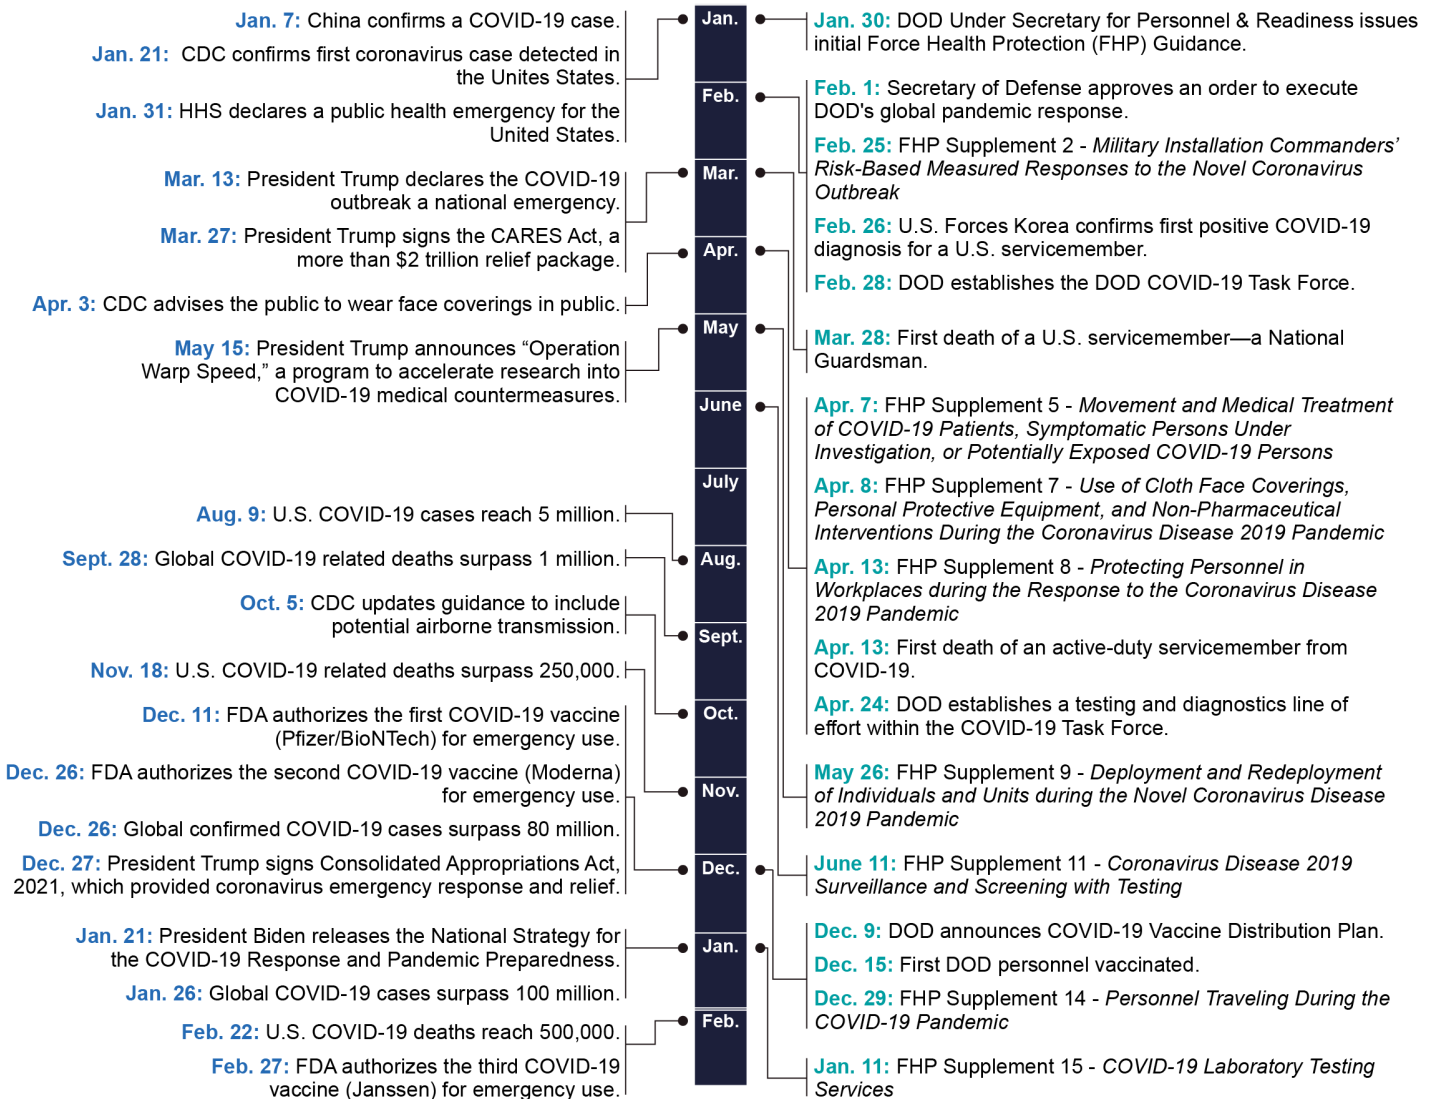 Jan. 7: China confirms a COVID-19 case.
Jan. 21: CDC confirms first coronavirus case detected in
the Unites States.
Jan. 31: HHS declares a public health emergency for the
United States.
Mar. 13: President Trump declares the COVID-19
outbreak a national emergency.
Mar. 27: President Trump signs the CARES Act, a
more than $2 trillion relief package.
Apr. 3: CDC advises the public to wear face coverings in public.
May 15: President Trump announces “Operation
Warp Speed,” a program to accelerate research into
COVID-19 medical countermeasures.
Aug. 9: U.S. COVID-19 cases reach 5 million.
Sept. 28: Global COVID-19 related deaths surpass 1 million.
Oct. 5: CDC updates guidance to include
potential airborne transmission.
Nov. 18: U.S. COVID-19 related deaths surpass 250,000.
Dec. 11: FDA authorizes the first COVID-19 vaccine
(Pfizer/BioNTech) for emergency use.
Dec. 26: FDA authorizes the second COVID-19 vaccine (Moderna)
for emergency use.
Dec. 26: Global confirmed COVID-19 cases surpass 80 million.
Dec. 27: President Trump signs Consolidated Appropriations Act,
2021, which provided coronavirus emergency response and relief.
Jan. 21: President Biden releases the National Strategy for
the COVID-19 Response and Pandemic Preparedness.
Jan. 26: Global COVID-19 cases surpass 100 million.
Feb. 22: U.S. COVID-19 deaths reach 500,000.
Feb. 27: FDA authorizes the third COVID-19
vaccine (Janssen) for emergency use.
Jan.
Feb.
Mar.
Apr.
May
June
July
Aug.
Sept.
Oct.
Nov.
Dec.
Jan.
Feb.
Jan. 30: DOD Under Secretary for Personnel & Readiness issues
initial Force Health Protection (FHP) Guidance.
Feb. 1: Secretary of Defense approves an order to execute
DOD's global pandemic response.
Feb. 25: FHP Supplement 2 - Military Installation Commanders’
Risk-Based Measured Responses to the Novel Coronavirus
Outbreak
Feb. 26: U.S. Forces Korea confirms first positive COVID-19
diagnosis for a U.S. servicemember.
Feb. 28: DOD establishes the DOD COVID-19 Task Force.
Mar. 28: First death of a U.S. servicemember—a National
Guardsman.
Apr. 7: FHP Supplement 5 - Movement and Medical Treatment
of COVID-19 Patients, Symptomatic Persons Under
Investigation, or Potentially Exposed COVID-19 Persons
Apr. 8: FHP Supplement 7 - Use of Cloth Face Coverings,
Personal Protective Equipment, and Non-Pharmaceutical
Interventions During the Coronavirus Disease 2019 Pandemic
Apr. 13: FHP Supplement 8 - Protecting Personnel in
Workplaces during the Response to the Coronavirus Disease
2019 Pandemic
Apr. 13: First death of an active-duty servicemember from
COVID-19.
Apr. 24: DOD establishes a testing and diagnostics line of
effort within the COVID-19 Task Force.
May 26: FHP Supplement 9 - Deployment and Redeployment
of Individuals and Units during the Novel Coronavirus Disease
2019 Pandemic
June 11: FHP Supplement 11 - Coronavirus Disease 2019
Surveillance and Screening with Testing
Dec. 9: DOD announces COVID-19 Vaccine Distribution Plan.
Dec. 15: First DOD personnel vaccinated.
Dec. 29: FHP Supplement 14 - Personnel Traveling During the
COVID-19 Pandemic
Jan. 11: FHP Supplement 15 - COVID-19 Laboratory Testing
Services